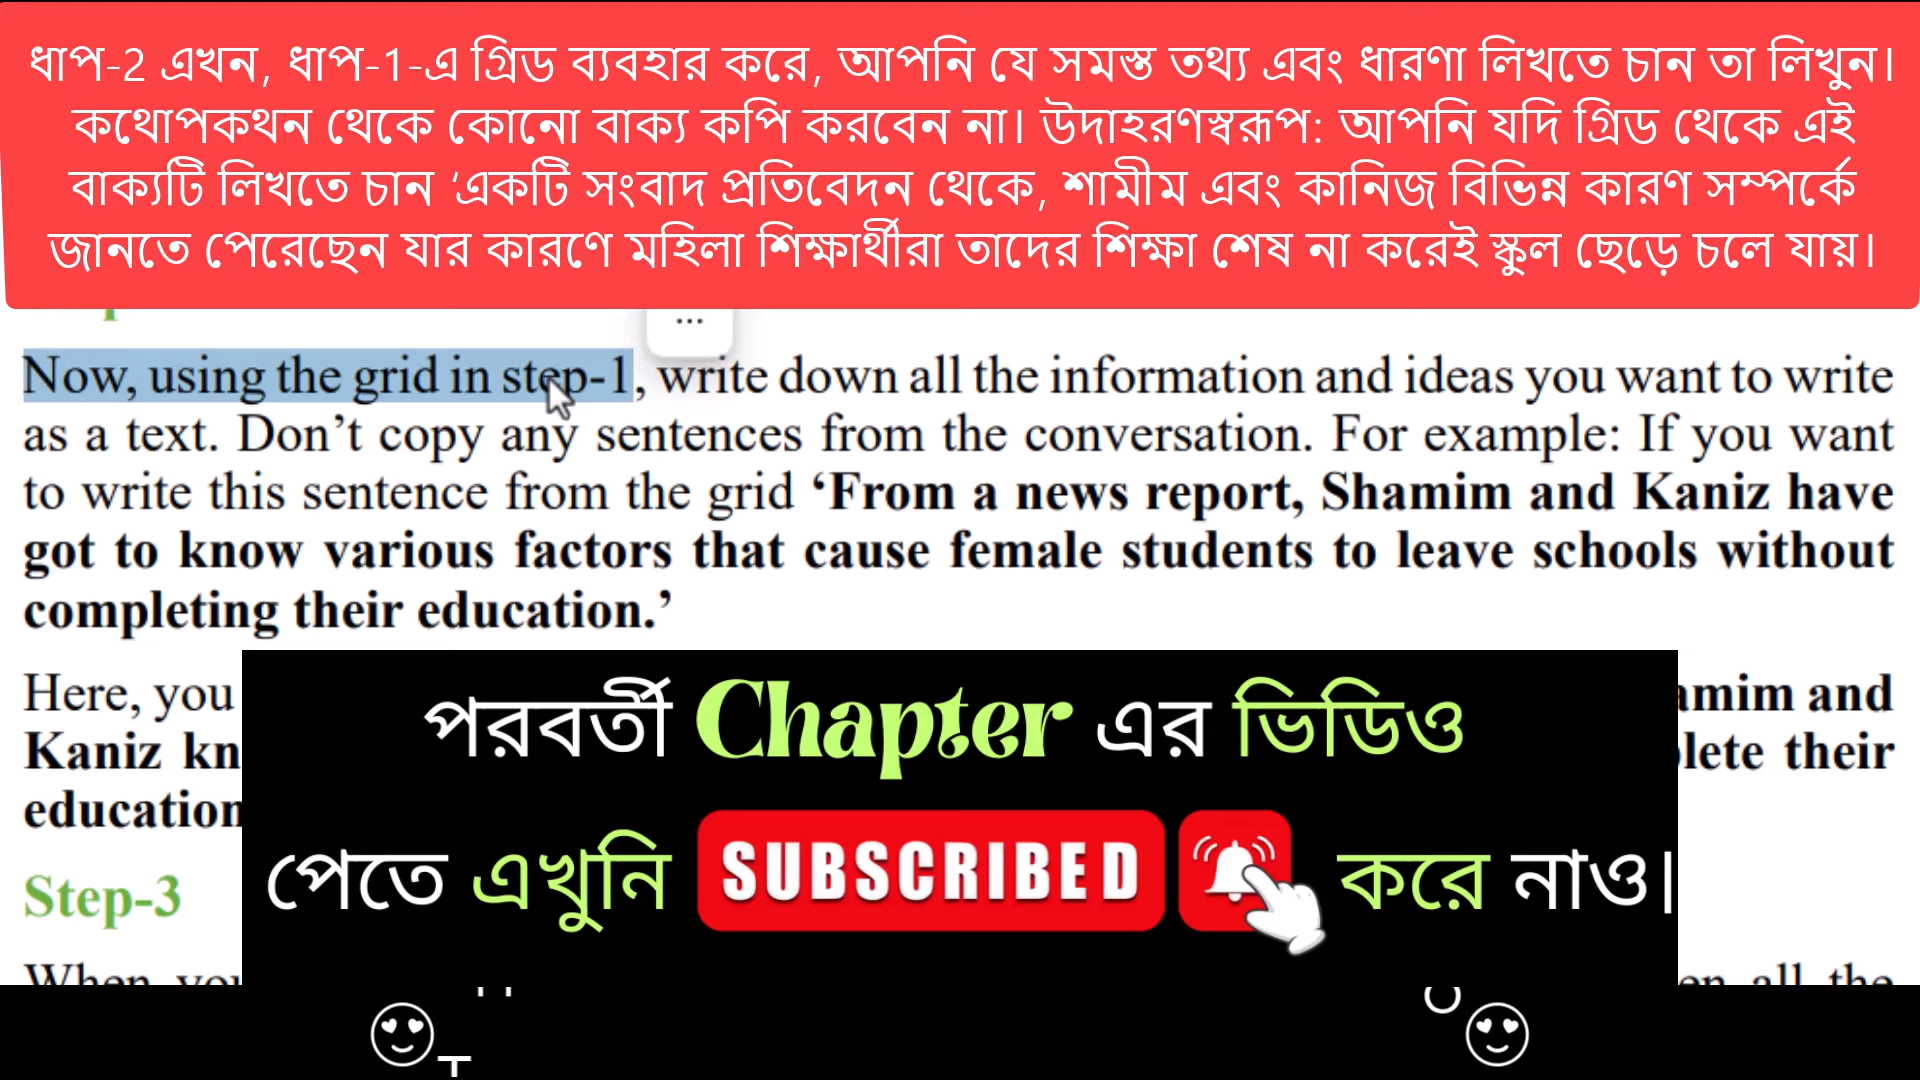 ধাপ-2 এখন, ধাপ-1-এ গ্রিড ব্যবহার করে, আপনি যে সমস্ত তথ্য এবং ধারণা লিখতে চান তা লিখুন।
কথোপকথন থেকে কোনো বাক্য কপি করবেন না। উদাহরণস্বরূপ: আপনি যদি গ্রিড থেকে এই
বাক্যটি লিখতে চান ‘একটি সংবাদ প্রতিবেদন থেকে, শামীম এবং কানিজ বিভিন্ন কারণ সম্পর্কে
জানতে পেরেছেন যার কারণে মহিলা শিক্ষার্থীরা তাদের শিক্ষা শেষ না করেই স্কুল ছেড়ে চলে যায়।
Now, using the grid in step-1, write down all the information and ideas you want to write
as a text. Don’t copy any sentences from the conversation. For example: If you want
to write this sentence from the grid ‘From a news report, Shamim and Kaniz have
got to know various factors that cause female students to leave schools without
completing their education.’
Here, you amim and
Kaniz kn lete their
education
পরবর্তী Chapter এর ভিডিও
পেতে এখুনি SUBSCRIBED করে নাও।
Step-3
When you all the